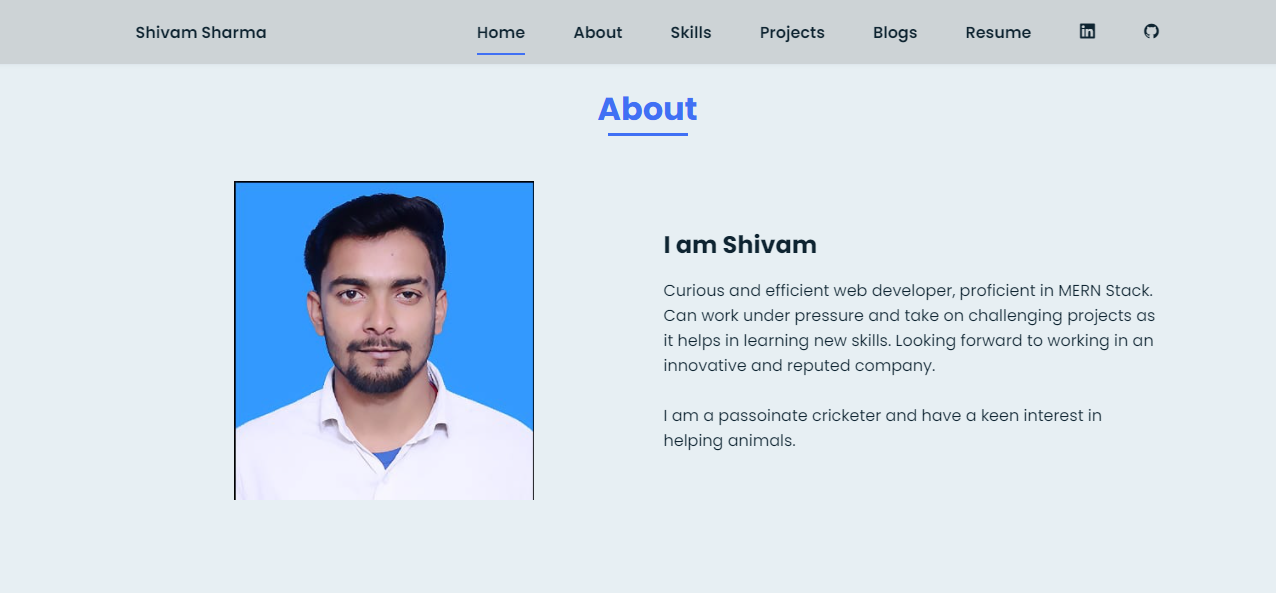 Shivam Sharma Home About Skills Projects Blogs Resume
About
I am Shivam
Curious and efficient web developer, proficient in MERN Stack.
Can work under pressure and take on challenging projects as
it helps in learning new skills. Looking forward to working in an
innovative and reputed company.
I am a passoinate cricketer and have a keen interest in
helping animals.